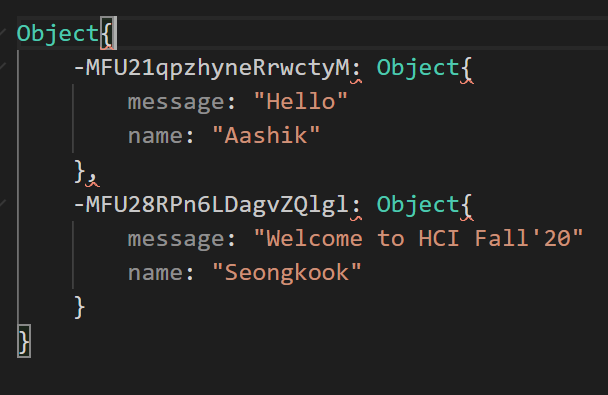 Object{
    -MFU21qpzhyneRrwctyM: Object{
        message: "Hello"
        name: "Aashik"
    },
    -MFU28RPn6LDagvZQlgl: Object{
        message: "Welcome to HCI Fall'20"
        name: "Seongkook"
    }
}